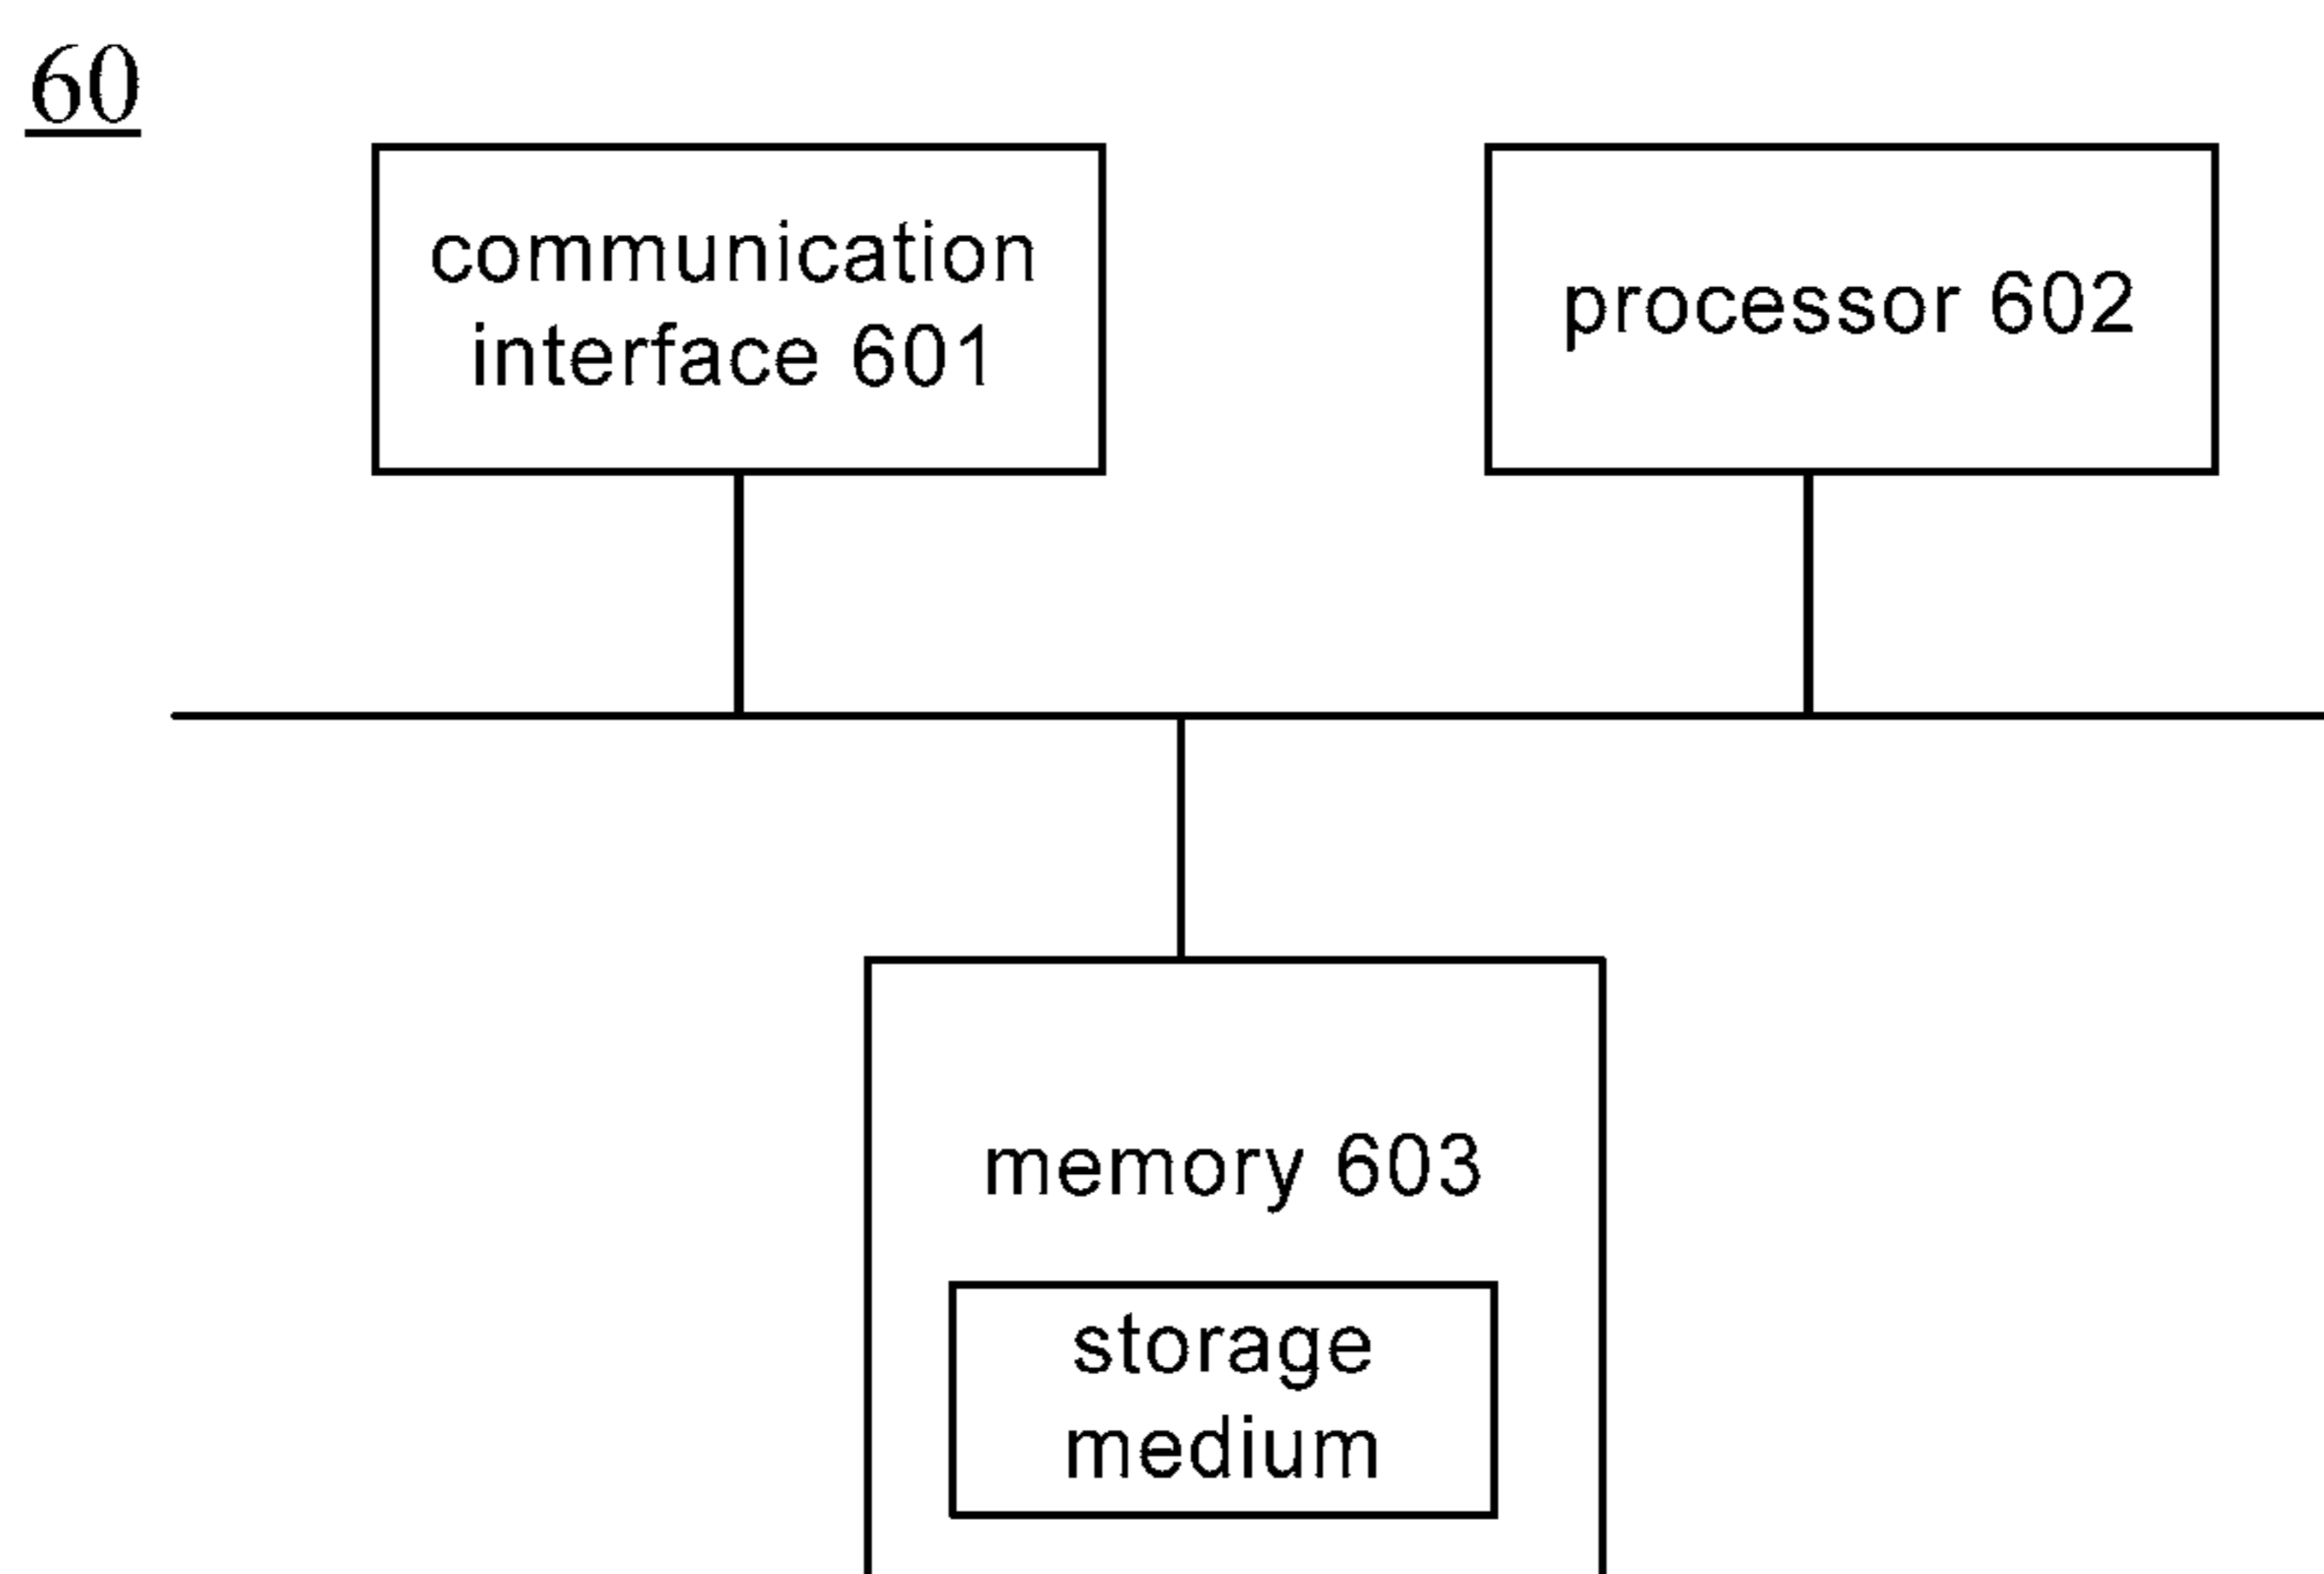 60
communication
interface 601
processor 602
memory 603
storage
medium